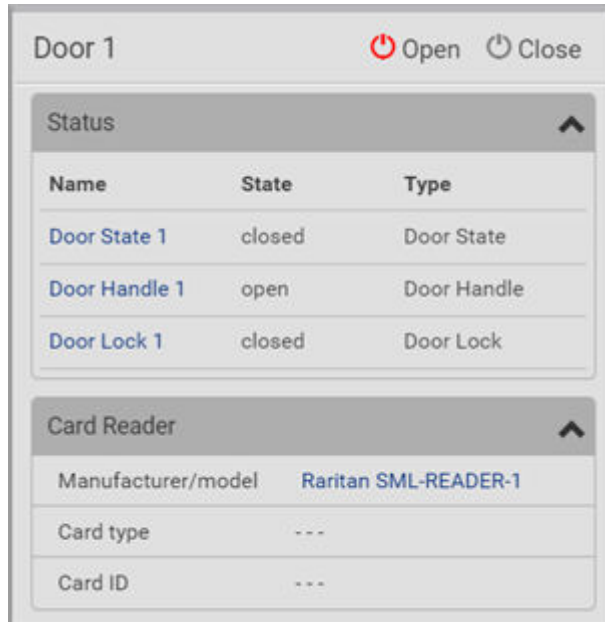 Door 1 Open Close
Status
Name State Type
Door State 1 closed Door State
Door Handle 1 open Door Handle
Door Lock 1 closed Door Lock
Card Reader
Manufacturer/model Raritan SML-READER-1
Card type ---
Card ID ---